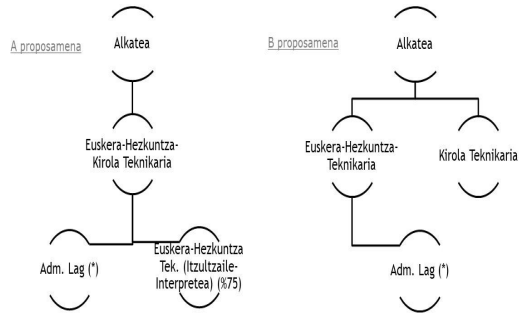 A proposamena
Alkatea
Euskera-Hezkuntza-
Kirola Teknikaria
Adm. Lag (*)
Euskera-Hezkuntza
Tek. (Itzultzaile-
Interpretea) (%75)
B proposamena
Alkatea
Euskera-Hezkuntza-
Teknikaria
Kirola Teknikaria
Adm. Lag (*)